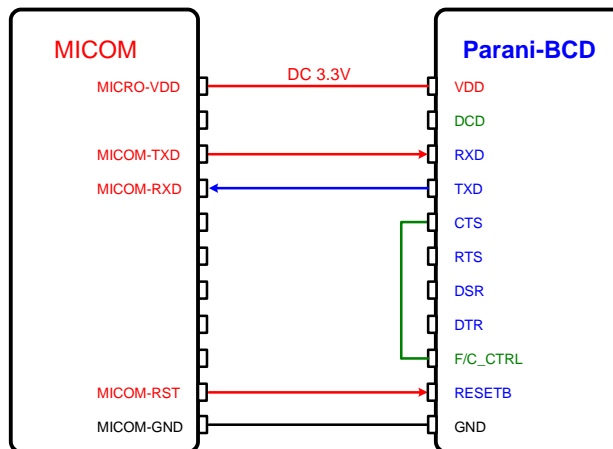 MICOM
Parani-BCD
MICRO-VDD
DC 3.3V
VDD
DCD
MICOM-TXD
RXD
MICOM-RXD
TXD
CTS
RTS
DSR
DTR
F/C_CTRL
MICOM-RST
RESETB
MICOM-GND
GND